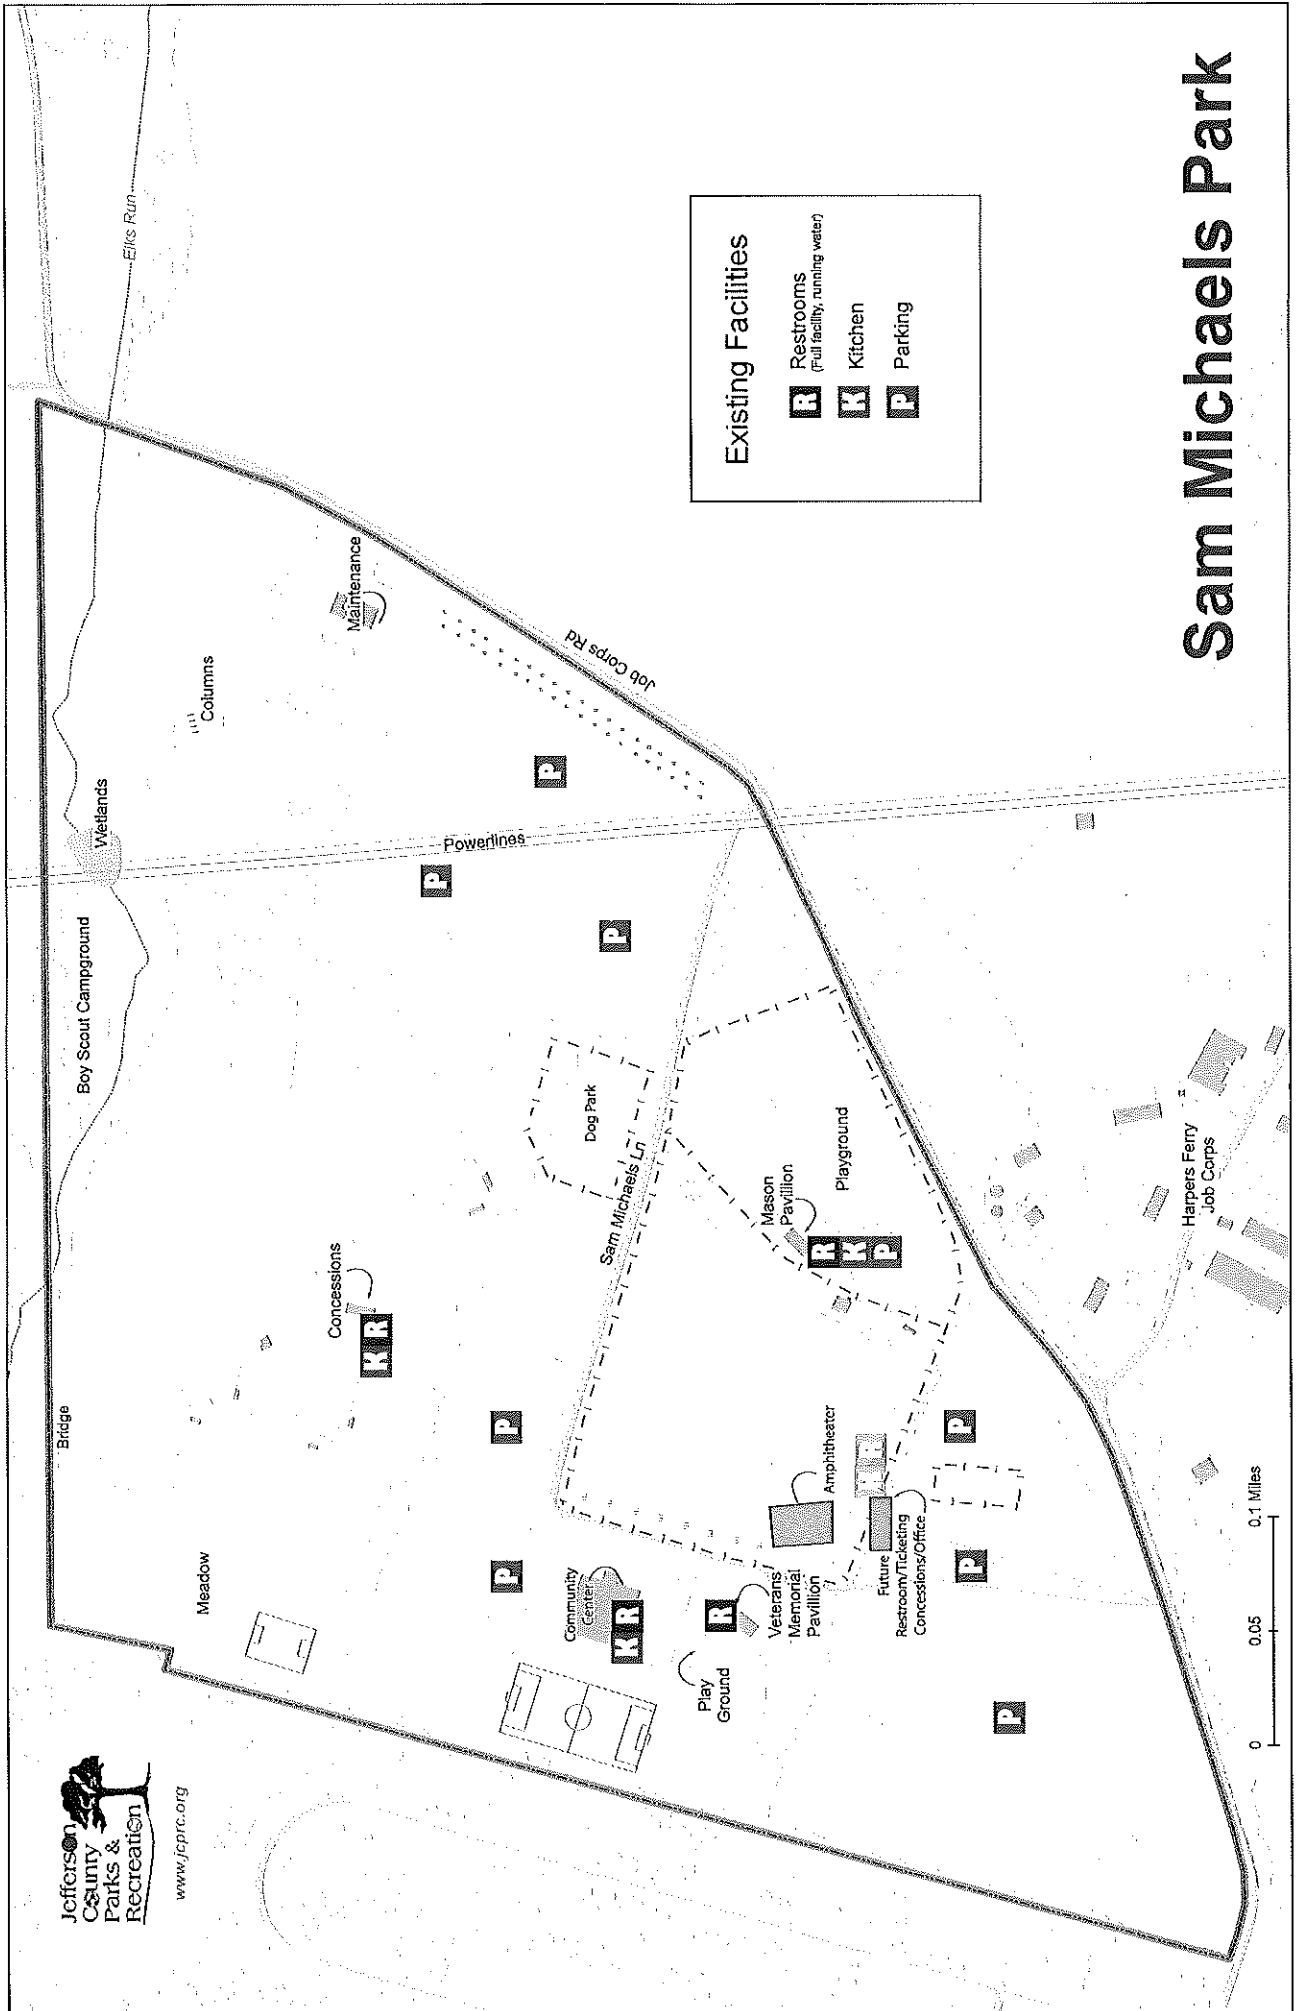 Jefferson
County
Parks &
Recreation
www.jcprc.org
Bridge
Boy Scout Campground
Wetlands
Elks Run
Meadow
Concessions
K R
Columns
Maintenance
Powerlines
P
P
P
P
P
Job Corps Rd
Dog Park
Sam Michaels Ln
Community
Center
K R
Play
Ground
R
Veterans
Memorial
Pavillion
Amphitheater
Mason
Pavillion
R K P
Playground
Future
Restroom/Ticketing
Concessions/Office
R
P
P
P
Harpers Ferry
Job Corps
Existing Facilities
R Restrooms
(Full facility, running water)
K Kitchen
P Parking
0 0.05 0.1 Miles
Sam Michaels Park